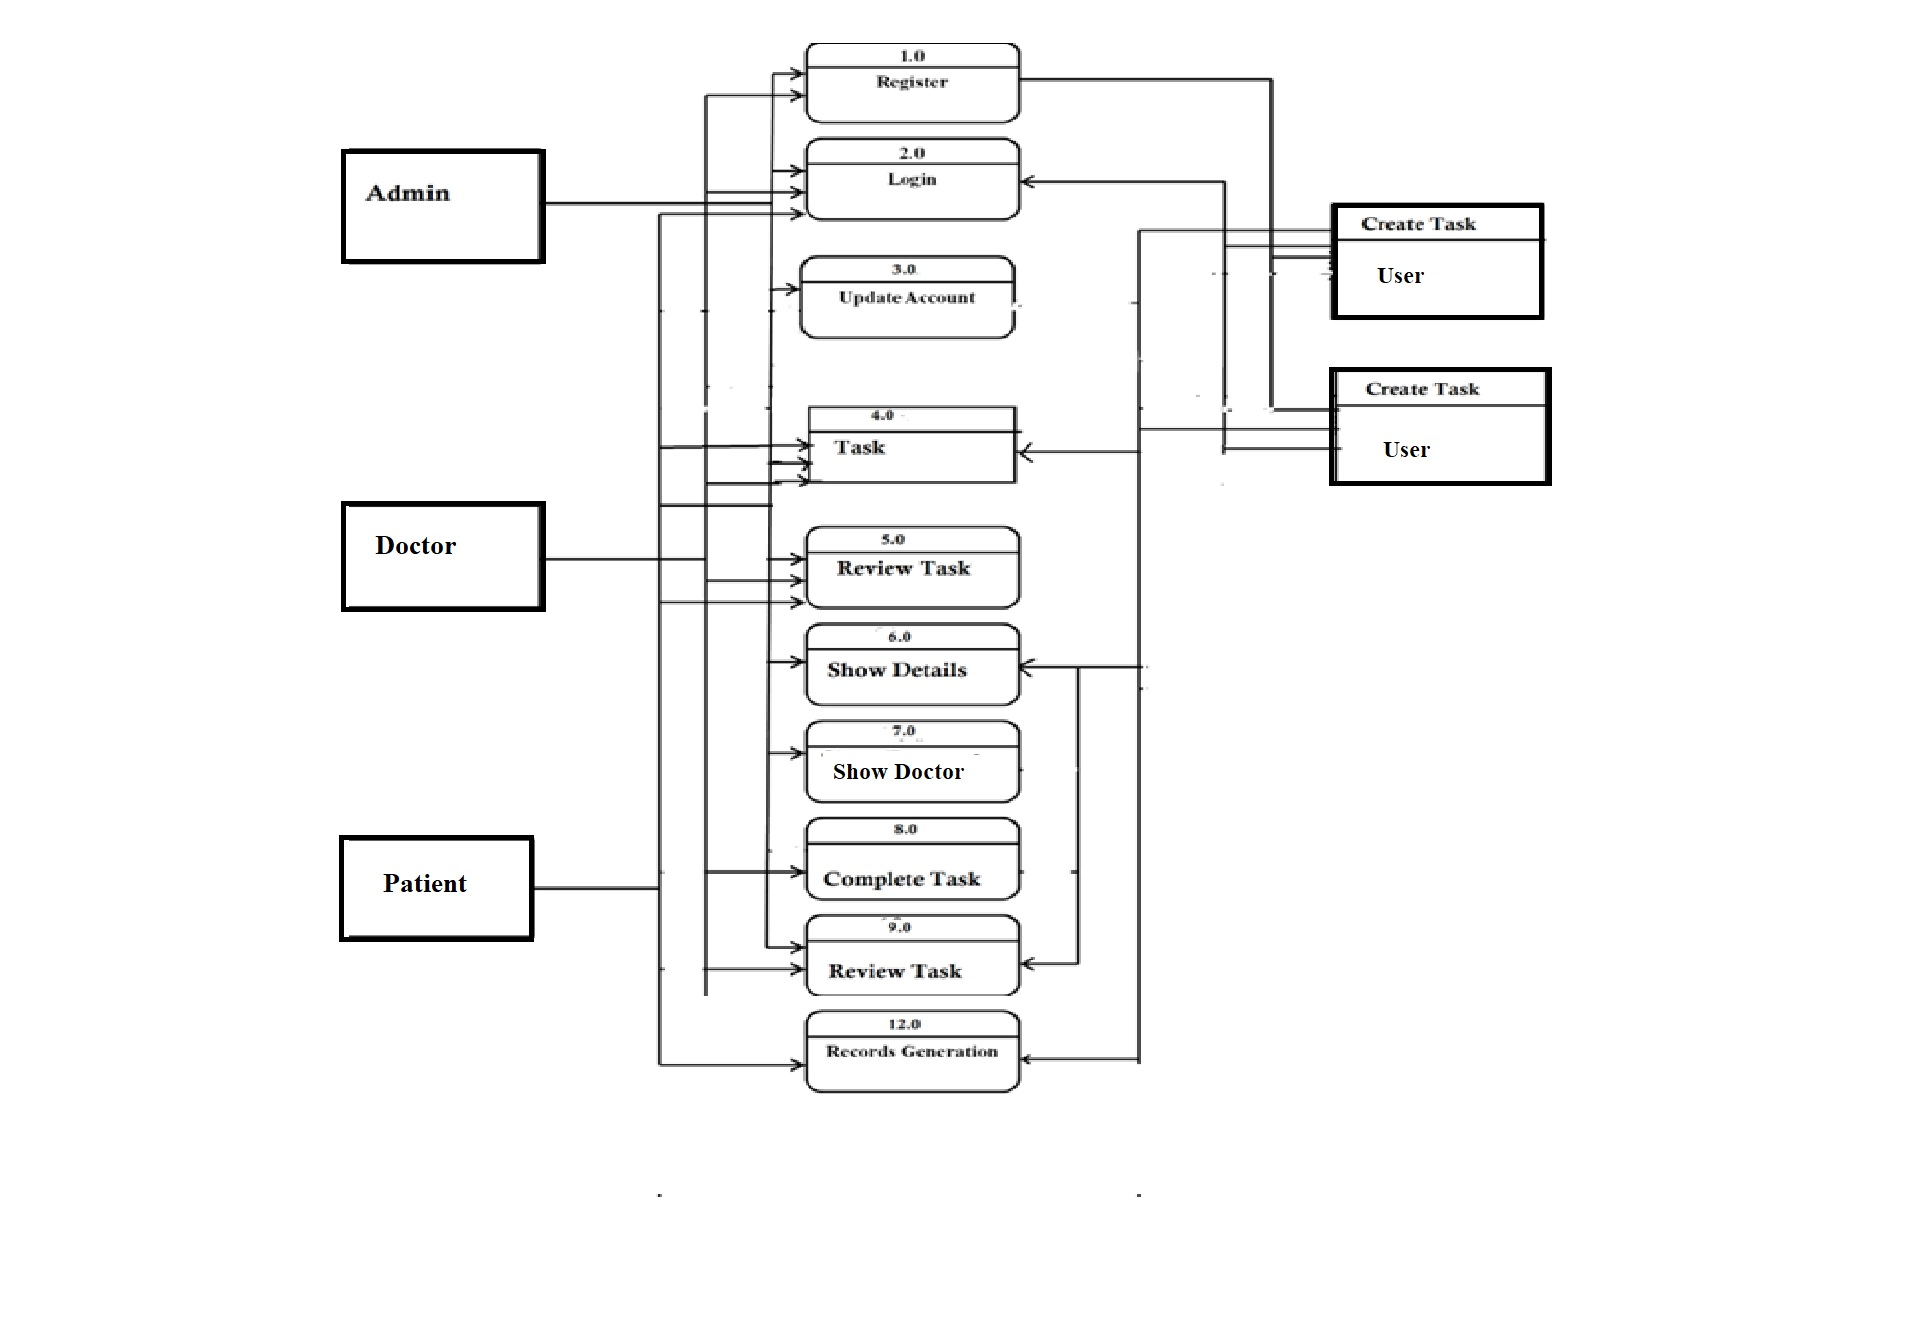 1.0
Register
2.0
Login
Admin
Create Task
User
3.0
Update Account
Create Task
User
4.0
Task
Doctor
5.0
Review Task
6.0
Show Details
7.0
Show Doctor
Patient
8.0
Complete Task
9.0
Review Task
12.0
Records Generation